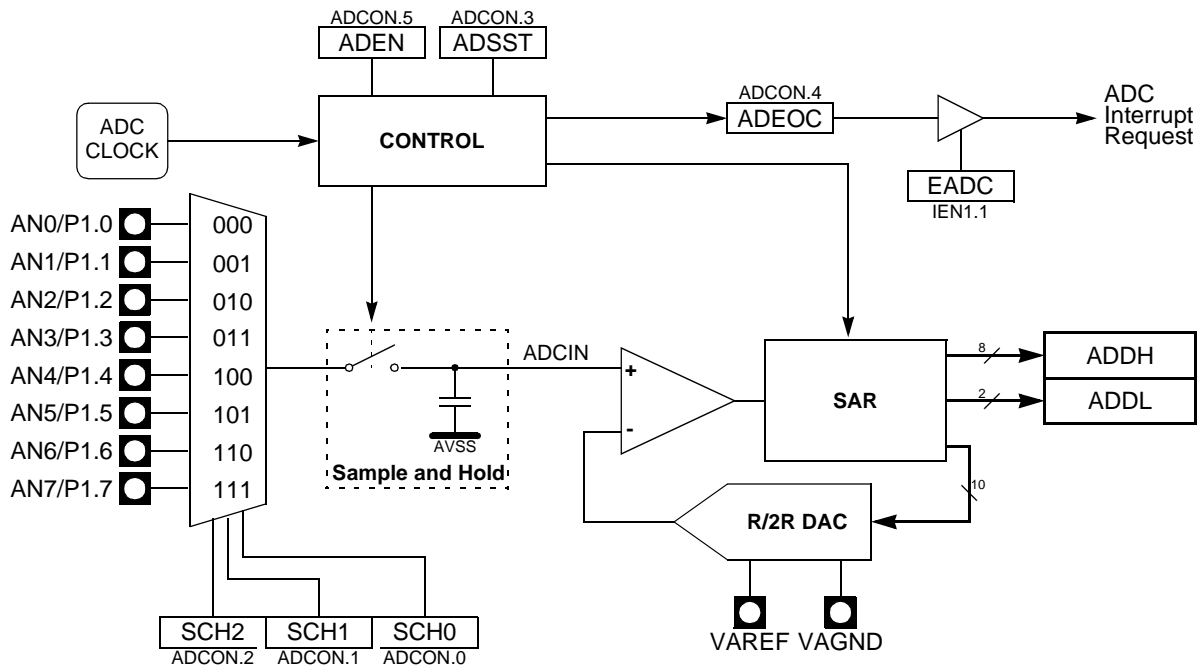 ADCON.5
ADEN
ADCON.3
ADSST
ADC
CLOCK
CONTROL
ADCON.4
ADEOC
ADC
Interrupt
Request
EADC
IEN1.1
AN0/P1.0
000
AN1/P1.1
001
AN2/P1.2
010
AN3/P1.3
011
AN4/P1.4
100
AN5/P1.5
101
AN6/P1.6
110
AN7/P1.7
111
AVSS
Sample and Hold
ADCIN
+
-
SAR
8
ADDH
2
ADDL
10
R/2R DAC
VAREF
VAGND
SCH2
SCH1
SCH0
ADCON.2
ADCON.1
ADCON.0